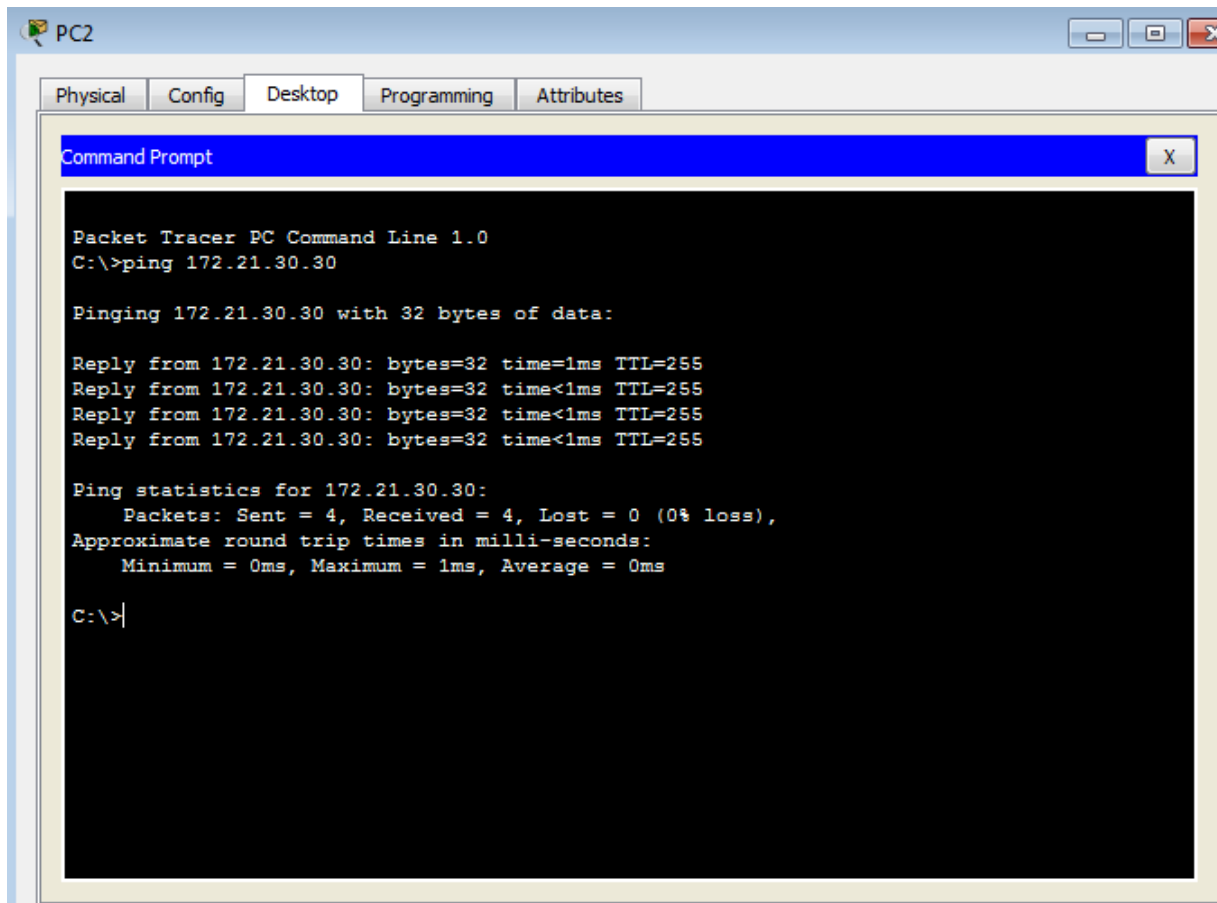 PC2
Physical Config Desktop Programming Attributes
Command Prompt
X
Packet Tracer PC Command Line 1.0
C:\>ping 172.21.30.30
Pinging 172.21.30.30 with 32 bytes of data:
Reply from 172.21.30.30: bytes=32 time=1ms TTL=255
Reply from 172.21.30.30: bytes=32 time<1ms TTL=255
Reply from 172.21.30.30: bytes=32 time<1ms TTL=255
Reply from 172.21.30.30: bytes=32 time<1ms TTL=255
Ping statistics for 172.21.30.30:
Packets: Sent = 4, Received = 4, Lost = 0 (0% loss),
Approximate round trip times in milli-seconds:
Minimum = 0ms, Maximum = 1ms, Average = 0ms
C:\>